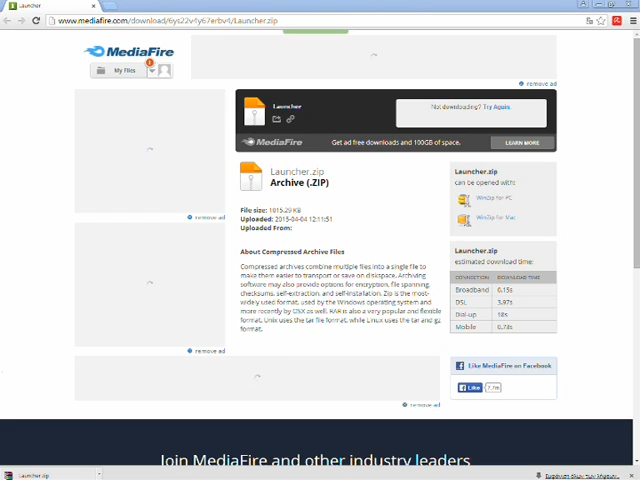 Launcher
www.mediafire.com/download/6ys22v4y67erbv4/Launcher.zip
MediaFire
My Files
remove ad
Launcher
Not downloading? Try Again.
MediaFire
Get ad free downloads and 100GB of space.
LEARN MORE
Launcher.zip
Archive (.ZIP)
File size: 1015.29 KB
Uploaded: 2015-04-04 12:11:51
Uploaded From:
About Compressed Archive Files
Compressed archives combine multiple files into a single file to
make them easier to transport or save on diskspace. Archiving
software may also provide options for encryption, file spanning,
checksums, self-extraction, and self-installation. Zip is the most-
widely used format, used by the Windows operating system and
more recently by OSX as well. RAR is also a very popular and flexible
format. Unix uses the tar file format, while Linux uses the tar and gz
format.
Launcher.zip
can be opened with:
WinZip for PC
WinZip for Mac
Launcher.zip
estimated download time:
CONNECTION DOWNLOAD TIME
Broadband 0.15s
DSL 3.97s
Dial-up 18s
Mobile 0.78s
Like MediaFire on Facebook
Like
remove ad
remove ad
remove ad
Join MediaFire and other industry leaders
Launcher.zip